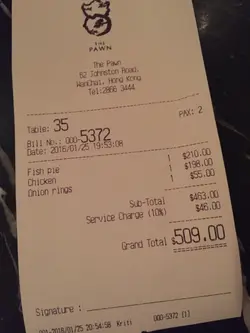 THE
PAWN
The Pawn
62 Johnston Road,
WanChai, Hong Kong
Tel:2866 3444
Table: 35 PAX: 2
Bill No.: 000-5372
Date: 2016/01/25 19:53:08
Fish pie 1 $210.00
Chicken 1 $198.00
Onion rings 1 $55.00
Sub-Total $463.00
Service Charge (10%) $46.00
Grand Total $509.00
Signature :
001-2016/01/25 20:54:56 Kriti 000-5372 [1]